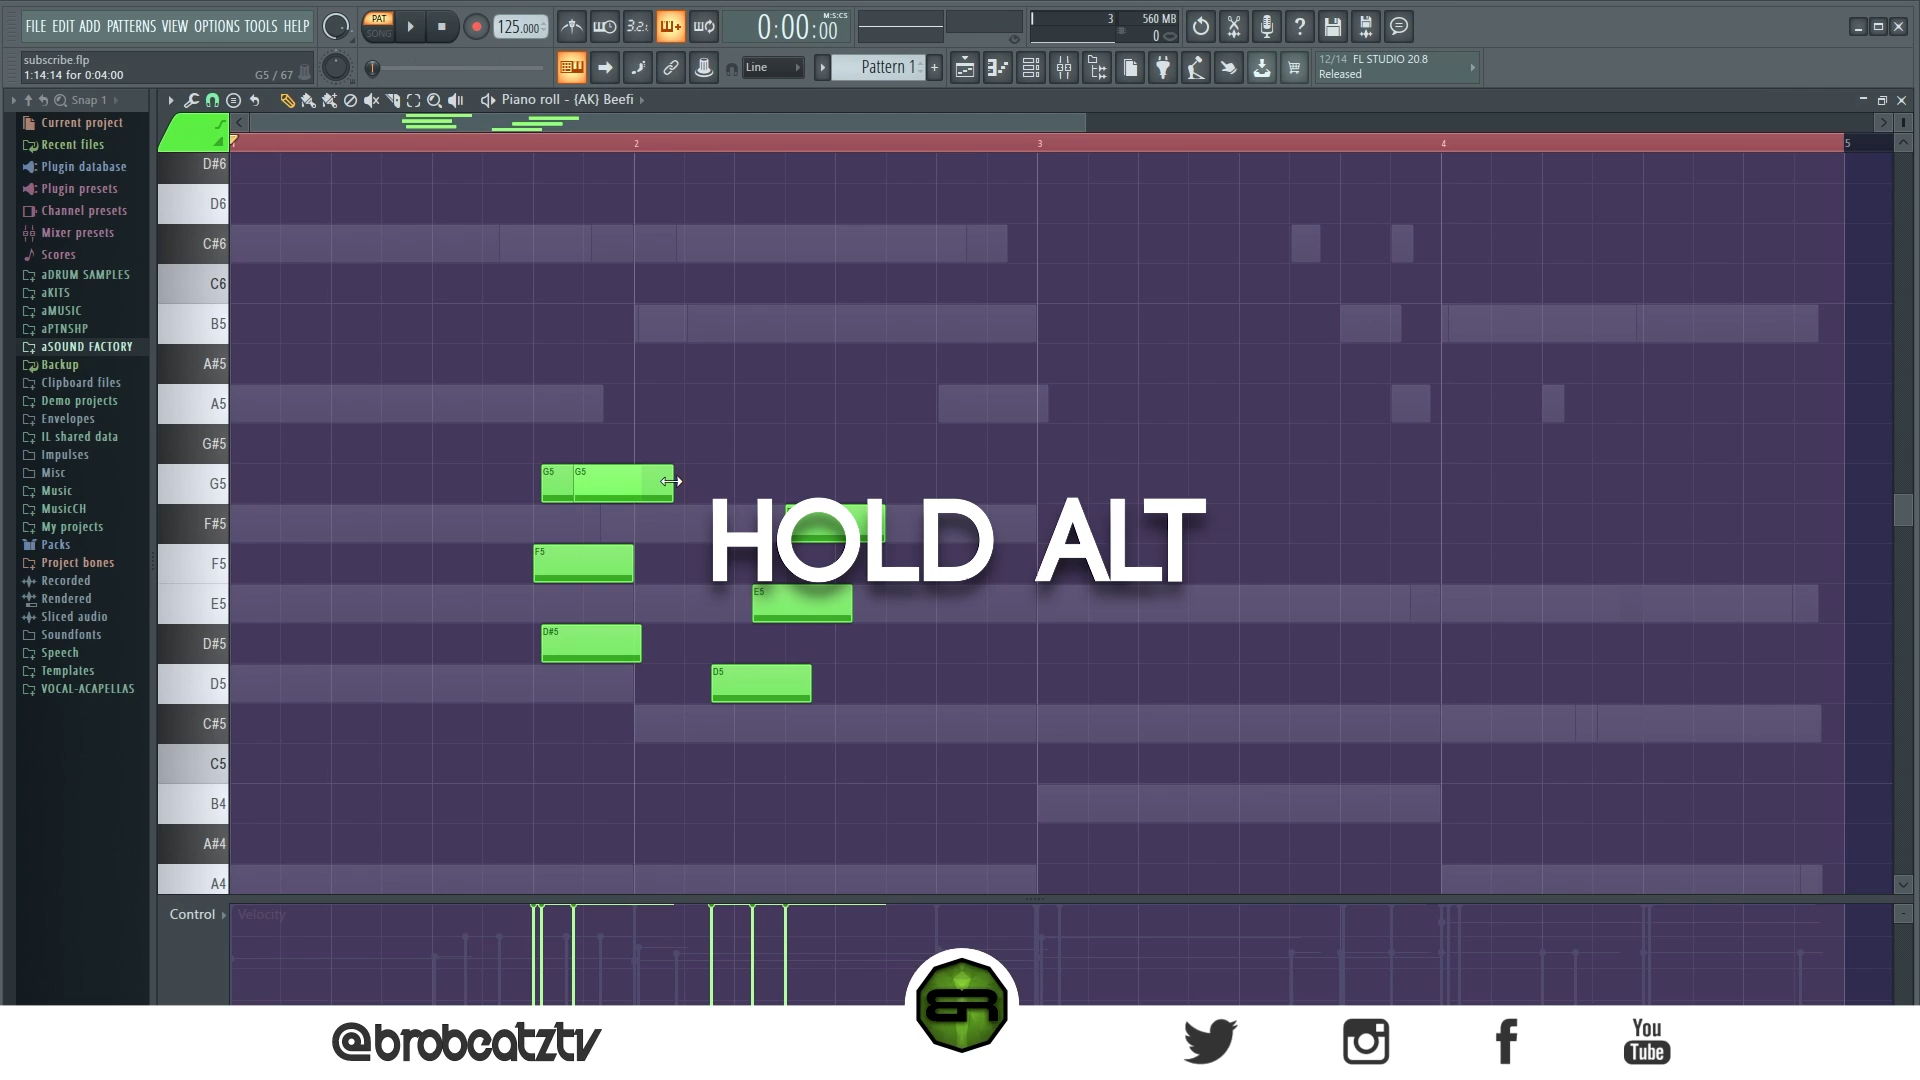 FILE EDIT ADD PATTERNS VIEW OPTIONS TOOLS HELP
PAT
SONG
125.000
3.2:
0:00:00
M:S:CS
3
560 MB
0
subscribe.flp
1:14:14 for 0:04:00
G5 / 67
Line
Pattern 1
+
12/14 FL STUDIO 20.8
Released
Snap 1
Piano roll - {AK} Beefi
Current project
Recent files
Plugin database
Plugin presets
Channel presets
Mixer presets
Scores
aDRUM SAMPLES
aKITS
aMUSIC
aPTNSHP
aSOUND FACTORY
Backup
Clipboard files
Demo projects
Envelopes
IL shared data
Impulses
Misc
Music
MusicCH
My projects
Packs
Project bones
Recorded
Rendered
Sliced audio
Soundfonts
Speech
Templates
VOCAL-ACAPELLAS
2
3
4
5
D#6
D6
C#6
C6
B5
A#5
A5
G#5
G5
G5
G5
F#5
F5
F5
E5
E5
D#5
D#5
D5
D5
C#5
C5
B4
A#4
A4
HOLD ALT
Control
Velocity
BR
@brobeatztv
You
Tube